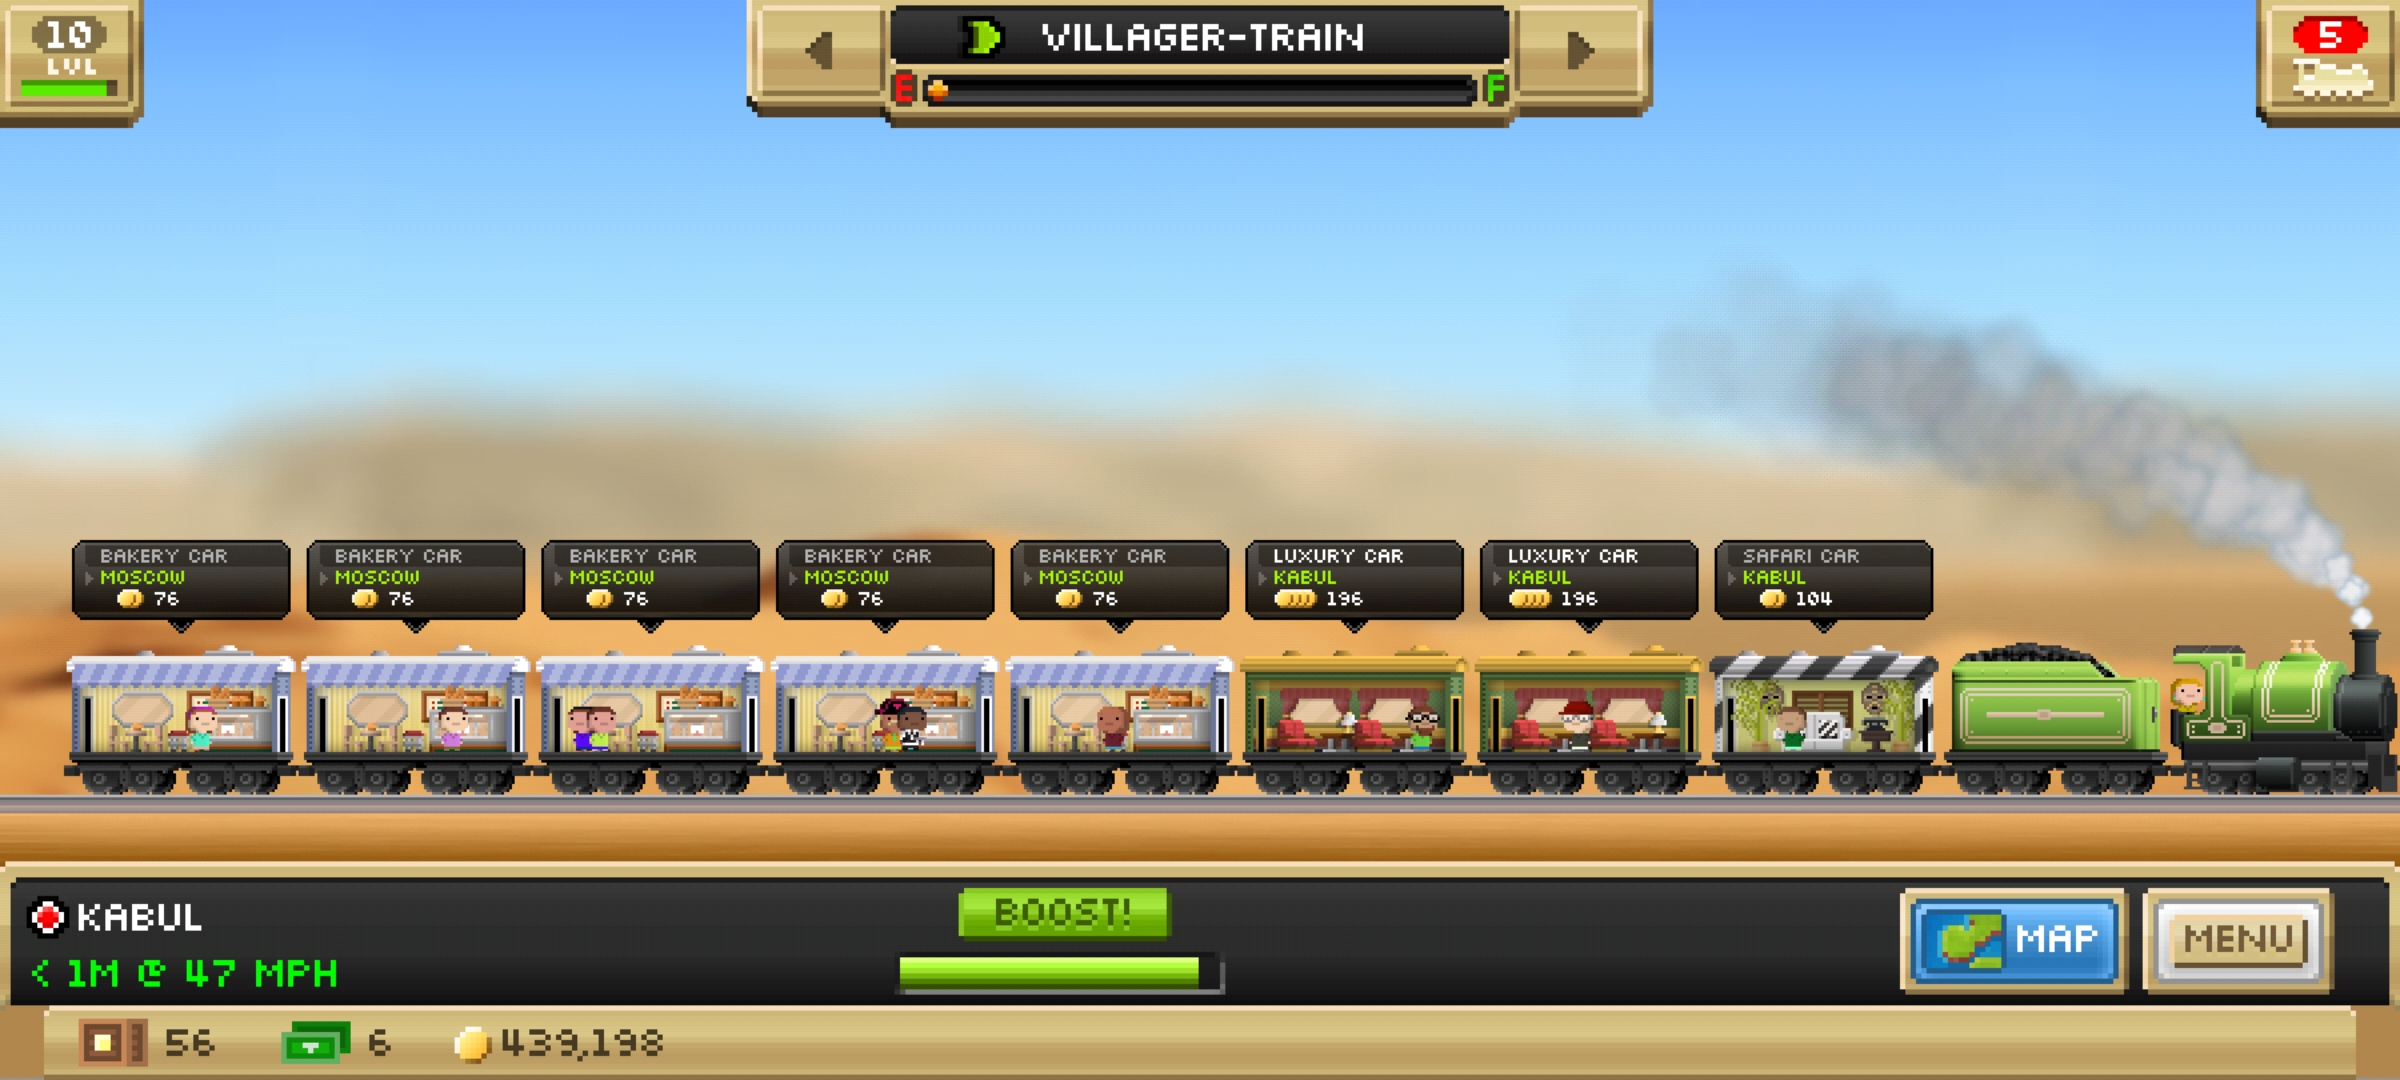 10
LVL
VILLAGER-TRAIN
E F
5
BAKERY CAR
MOSCOW
76
BAKERY CAR
MOSCOW
76
BAKERY CAR
MOSCOW
76
BAKERY CAR
MOSCOW
76
BAKERY CAR
MOSCOW
76
LUXURY CAR
KABUL
196
LUXURY CAR
KABUL
196
SAFARI CAR
KABUL
104
KABUL
< 1M @ 47 MPH
BOOST!
MAP
MENU
56
6
439,198